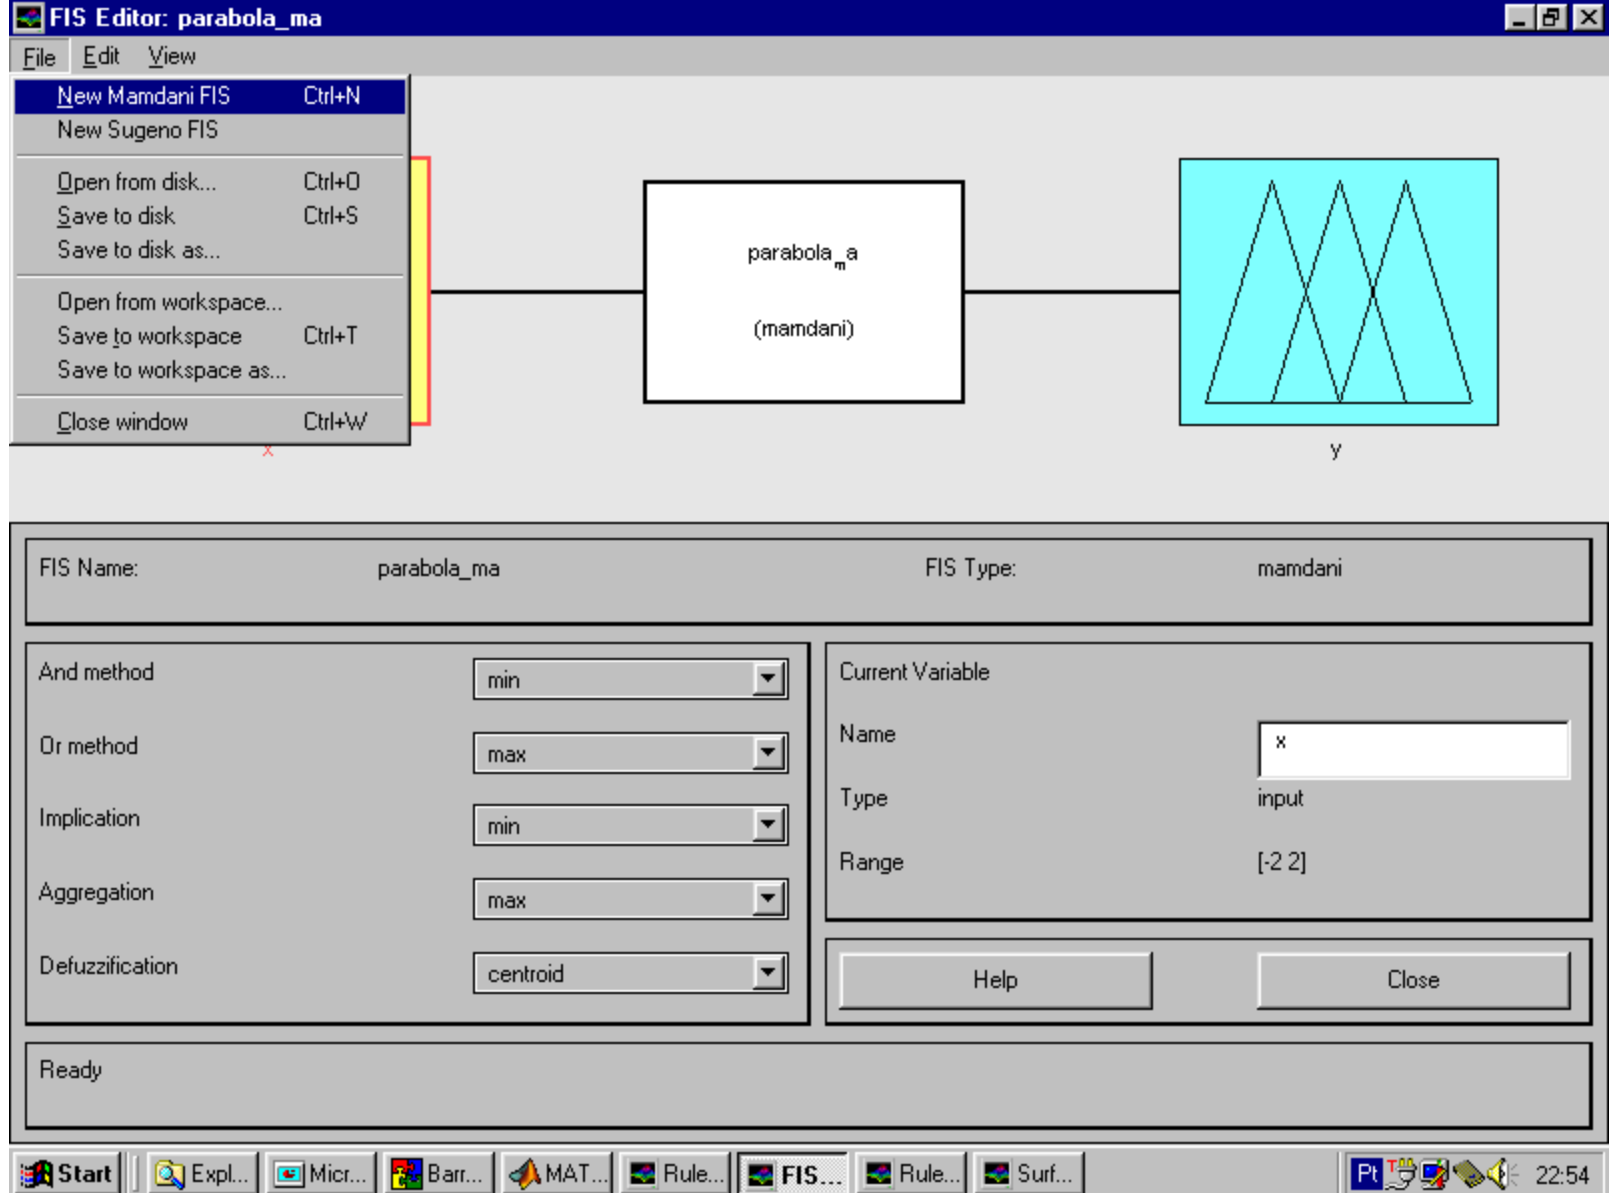 FIS Editor: parabola_ma
File Edit View
New Mamdani FIS Ctrl+N
New Sugeno FIS
Open from disk... Ctrl+O
Save to disk Ctrl+S
Save to disk as...
Open from workspace...
Save to workspace Ctrl+T
Save to workspace as...
Close window Ctrl+W
x
parabola_ma
(mamdani)
y
FIS Name: parabola_ma FIS Type: mamdani
And method min
Or method max
Implication min
Aggregation max
Defuzzification centroid
Current Variable
Name x
Type input
Range [-2 2]
Help Close
Ready
Start Expl... Micr... Barr... MAT... Rule... FIS... Rule... Surf... Pt 22:54